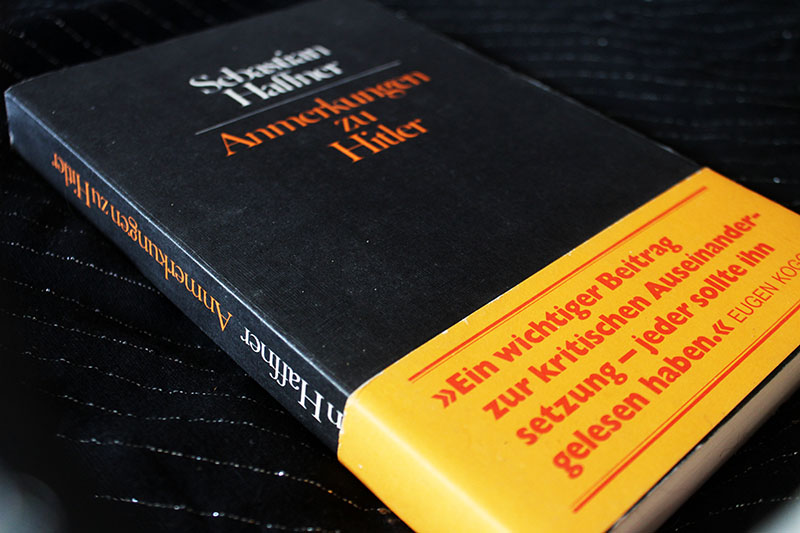 Sebastian
Haffner
Anmerkungen
zu
Hitler
»Ein wichtiger Beitrag
zur kritischen Auseinander-
setzung – jeder sollte ihn
gelesen haben.« EUGEN
Haffner Anmerkungen zu Hitler